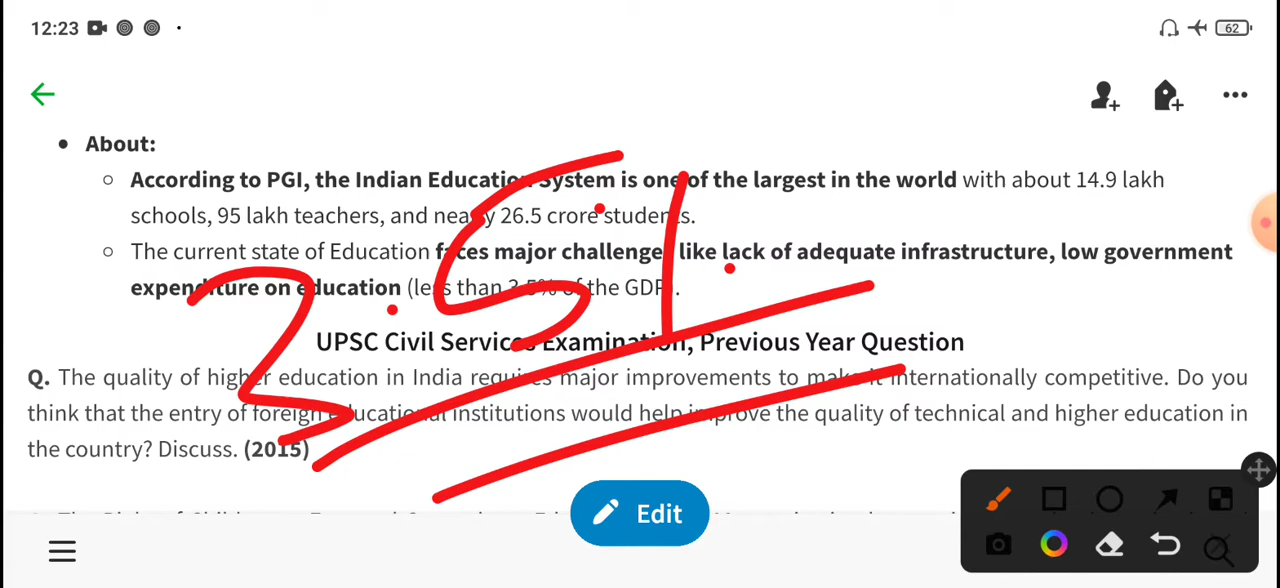 12:23 62
About:
According to PGI, the Indian Education System is one of the largest in the world with about 14.9 lakh
schools, 95 lakh teachers, and nearly 26.5 crore students.
The current state of Education faces major challenges like lack of adequate infrastructure, low government
expenditure on education (less than 3.5% of the GDP).
UPSC Civil Services Examination, Previous Year Question
Q. The quality of higher education in India requires major improvements to make it internationally competitive. Do you
think that the entry of foreign educational institutions would help improve the quality of technical and higher education in
the country? Discuss. (2015)
Edit